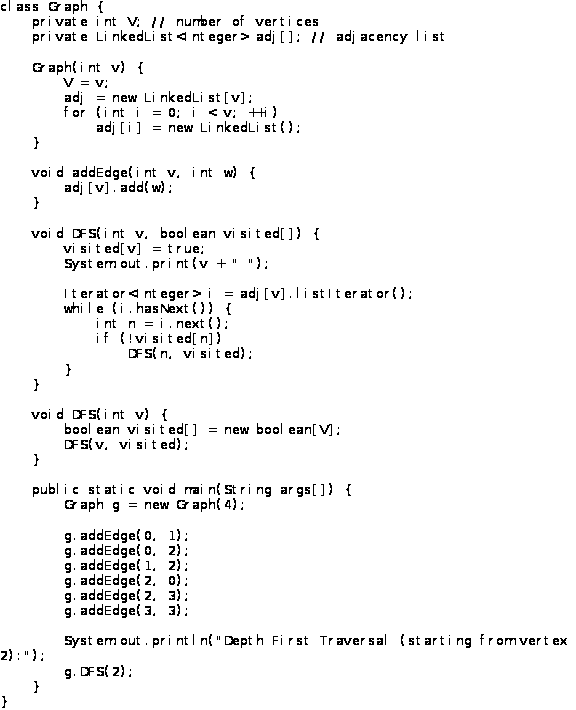 class Graph {
    private int V; // number of vertices
    private LinkedList<Integer> adj[]; // adjacency list

    Graph(int v) {
        V = v;
        adj = new LinkedList[v];
        for (int i = 0; i < v; ++i)
            adj[i] = new LinkedList();
    }

    void addEdge(int v, int w) {
        adj[v].add(w);
    }

    void DFS(int v, boolean visited[]) {
        visited[v] = true;
        System.out.print(v + " ");

        Iterator<Integer> i = adj[v].listIterator();
        while (i.hasNext()) {
            int n = i.next();
            if (!visited[n])
                DFS(n, visited);
        }
    }

    void DFS(int v) {
        boolean visited[] = new boolean[V];
        DFS(v, visited);
    }

    public static void main(String args[]) {
        Graph g = new Graph(4);

        g.addEdge(0, 1);
        g.addEdge(0, 2);
        g.addEdge(1, 2);
        g.addEdge(2, 0);
        g.addEdge(2, 3);
        g.addEdge(3, 3);

        System.out.println("Depth First Traversal (starting from vertex
2):");
        g.DFS(2);
    }
}